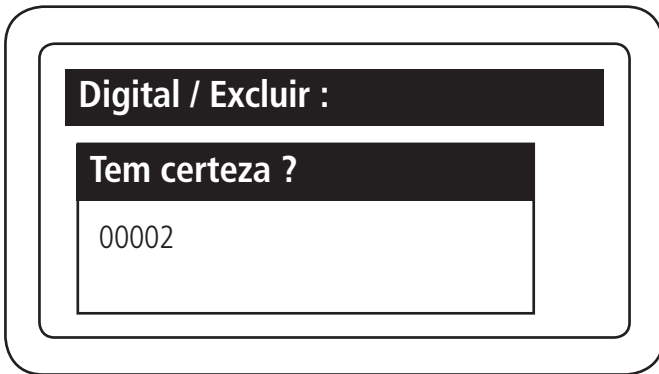 Digital / Excluir :
Tem certeza ?
00002